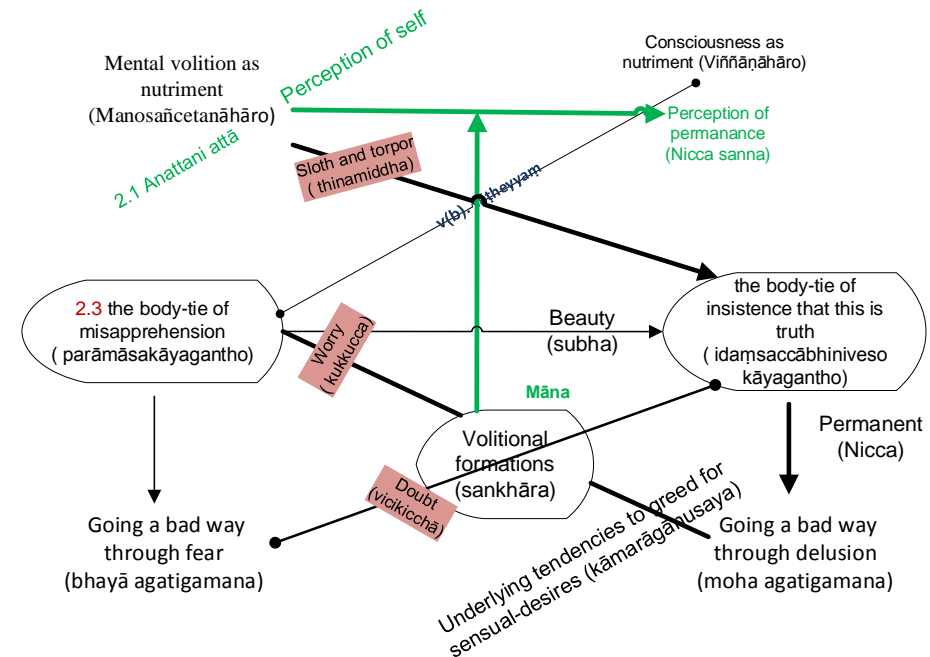 Mental volition as
nutriment
(Manosañcetanāhāro)
Perception of self
2.1 Anattani attā
Consciousness as
nutriment (Viññāṇāhāro)
Perception of
permanance
(Nicca sanna)
Sloth and torpor
( thinamiddha)
v(b). ṭheyyaṃ
2.3 the body-tie of
misapprehension
( parāmāsakāyagantho)
Worry
( kukkucca)
Beauty
(subha)
the body-tie of
insistence that this is
truth
( idaṃsaccābhiniveso
kāyagantho)
Māna
Volitional
formations
(sankhāra)
Permanent
(Nicca)
Doubt
(vicikicchā)
Going a bad way
through fear
(bhayā agatigamana)
Underlying tendencies to greed for
sensual-desires (kāmarāgānusaya)
Going a bad way
through delusion
(moha agatigamana)